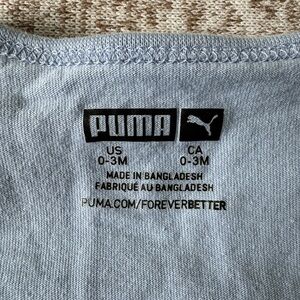 PUMA
US CA
0-3M 0-3M
MADE IN BANGLADESH
FABRIQUÉ AU BANGLADESH
PUMA.COM/FOREVERBETTER